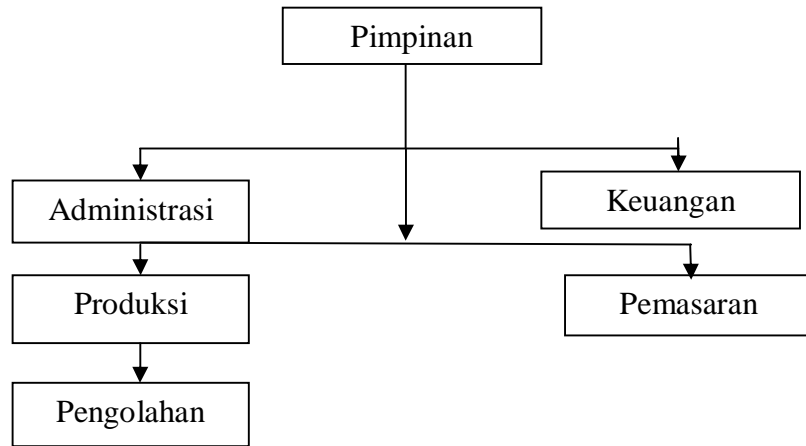 Pimpinan
Administrasi
Keuangan
Produksi
Pemasaran
Pengolahan